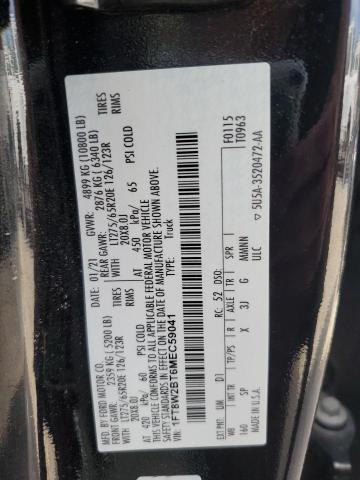 MFD. BY FORD MOTOR CO.
01/21 GVWR: 4899 KG (10800 LB)
FRONT GAWR: 2359 KG (5200 LB) REAR GAWR: 2876 KG (6340 LB)
WITH LT275/65R20E 126/123R TIRES WITH LT275/65R20E 126/123R TIRES
20X8.0J RIMS 20X8.0J RIMS
AT 420 kPa/ 60 PSI COLD AT 450 kPa/ 65 PSI COLD
THIS VEHICLE CONFORMS TO ALL APPLICABLE FEDERAL MOTOR VEHICLE
SAFETY STANDARDS IN EFFECT ON THE DATE OF MANUFACTURE SHOWN ABOVE.
VIN: 1FT8W2BT6MEC59041
TYPE: Truck
F0115
T0963
EXT PNT: UM D1 RC: 52 DSO:
WB INT TR TP/PS R AXLE TR SPR
160 SP X 3J G MMNN
ULC
5U5A-3520472-AA